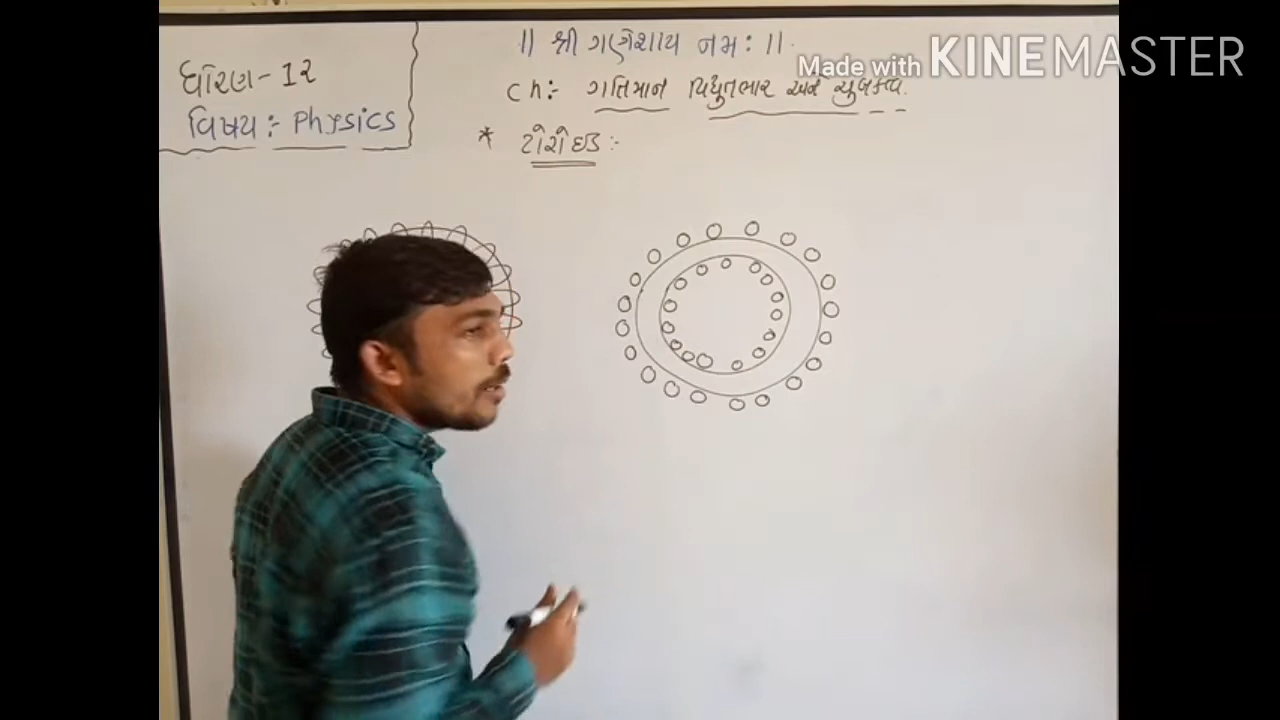 ॥ શ્રી ગણેશાય નમઃ ॥
Made with KINEMASTER
ધોરણ - 12
વિષય :- Physics
ch :- ગતિમાન વિધુતભાર અને ચુંબકત્વ.
* ટોરોઇડ :-